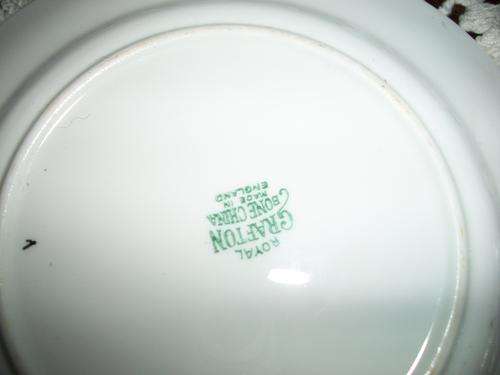 ROYAL
GRAFTON
BONE CHINA
MADE IN
ENGLAND